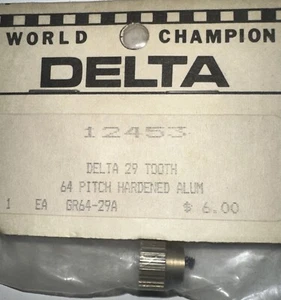 WORLD CHAMPION
DELTA
12453
DELTA 29 TOOTH
64 PITCH HARDENED ALUM
1 EA GR64-29A $ 6.00